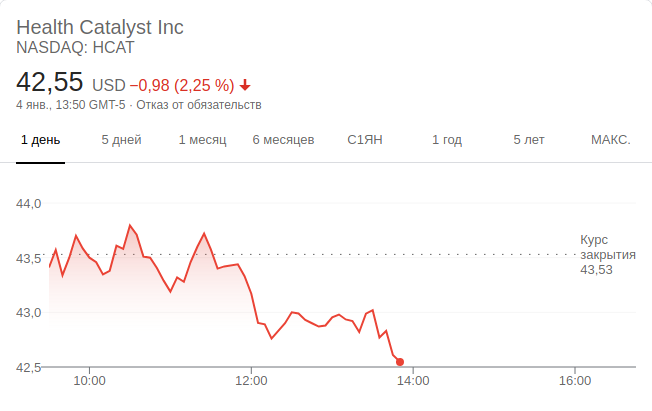 Health Catalyst Inc
NASDAQ: HCAT
42,55 USD −0,98 (2,25 %)
4 янв., 13:50 GMT-5 · Отказ от обязательств
1 день 5 дней 1 месяц 6 месяцев С1ЯН 1 год 5 лет МАКС.
44,0
43,5
43,0
42,5
Курс
закрытия
43,53
10:00 12:00 14:00 16:00